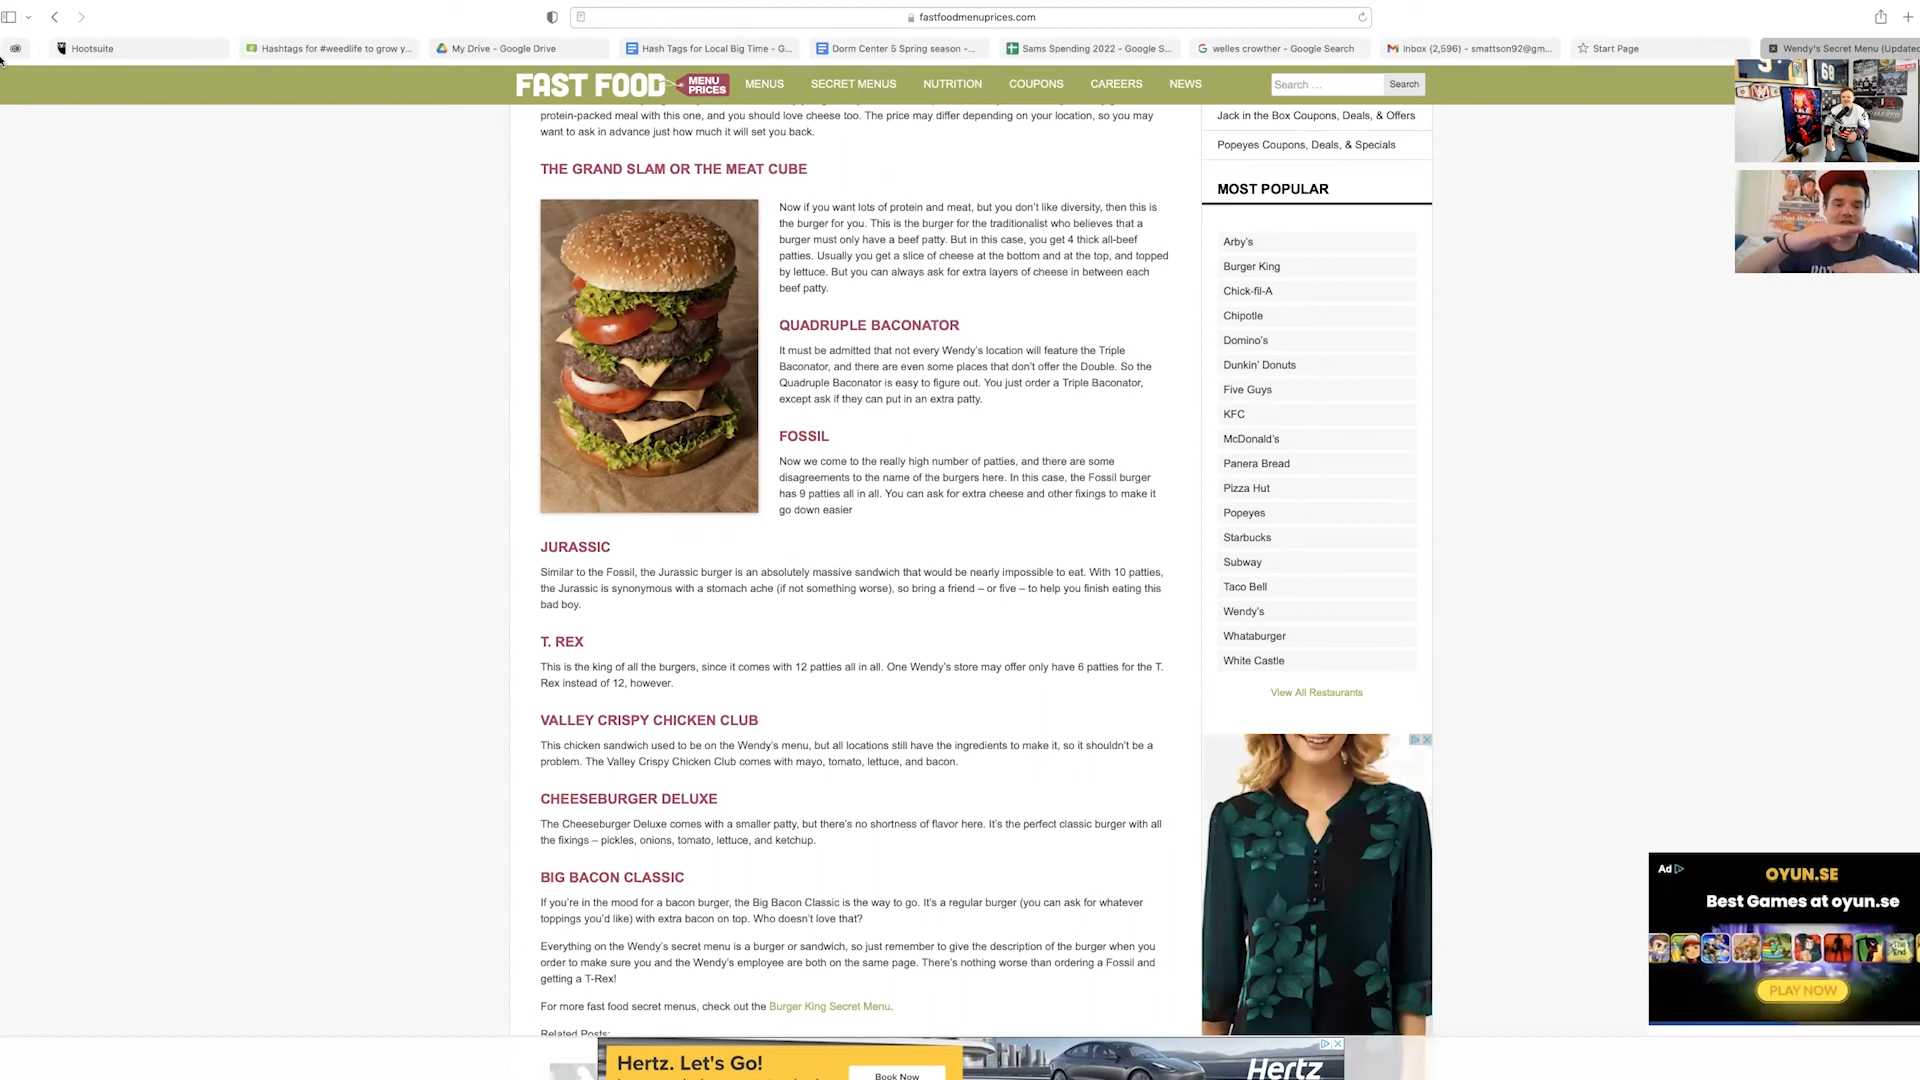 fastfoodmenuprices.com
Hootsuite
Hashtags for #weedlife to grow y...
My Drive - Google Drive
Hash Tags for Local Big Time - G...
Dorm Center 5 Spring season -...
Sams Spending 2022 - Google S...
welles crowther - Google Search
Inbox (2,596) - smattson92@gm...
Start Page
Wendy's Secret Menu (Updated
FAST FOOD MENU PRICES
MENUS
SECRET MENUS
NUTRITION
COUPONS
CAREERS
NEWS
Search ...
Search
protein-packed meal with this one, and you should love cheese too. The price may differ depending on your location, so you may
want to ask in advance just how much it will set you back.
THE GRAND SLAM OR THE MEAT CUBE
Now if you want lots of protein and meat, but you don't like diversity, then this is
the burger for you. This is the burger for the traditionalist who believes that a
burger must only have a beef patty. But in this case, you get 4 thick all-beef
patties. Usually you get a slice of cheese at the bottom and at the top, and topped
by lettuce. But you can always ask for extra layers of cheese in between each
beef patty.
QUADRUPLE BACONATOR
It must be admitted that not every Wendy's location will feature the Triple
Baconator, and there are even some places that don't offer the Double. So the
Quadruple Baconator is easy to figure out. You just order a Triple Baconator,
except ask if they can put in an extra patty.
FOSSIL
Now we come to the really high number of patties, and there are some
disagreements to the name of the burgers here. In this case, the Fossil burger
has 9 patties all in all. You can ask for extra cheese and other fixings to make it
go down easier
JURASSIC
Similar to the Fossil, the Jurassic burger is an absolutely massive sandwich that would be nearly impossible to eat. With 10 patties,
the Jurassic is synonymous with a stomach ache (if not something worse), so bring a friend – or five – to help you finish eating this
bad boy.
T. REX
This is the king of all the burgers, since it comes with 12 patties all in all. One Wendy's store may offer only have 6 patties for the T.
Rex instead of 12, however.
VALLEY CRISPY CHICKEN CLUB
This chicken sandwich used to be on the Wendy's menu, but all locations still have the ingredients to make it, so it shouldn't be a
problem. The Valley Crispy Chicken Club comes with mayo, tomato, lettuce, and bacon.
CHEESEBURGER DELUXE
The Cheeseburger Deluxe comes with a smaller patty, but there's no shortness of flavor here. It's the perfect classic burger with all
the fixings – pickles, onions, tomato, lettuce, and ketchup.
BIG BACON CLASSIC
If you're in the mood for a bacon burger, the Big Bacon Classic is the way to go. It's a regular burger (you can ask for whatever
toppings you'd like) with extra bacon on top. Who doesn't love that?
Everything on the Wendy's secret menu is a burger or sandwich, so just remember to give the description of the burger when you
order to make sure you and the Wendy's employee are both on the same page. There's nothing worse than ordering a Fossil and
getting a T-Rex!
For more fast food secret menus, check out the Burger King Secret Menu.
Related Posts:
Jack in the Box Coupons, Deals, & Offers
Popeyes Coupons, Deals, & Specials
MOST POPULAR
Arby's
Burger King
Chick-fil-A
Chipotle
Domino's
Dunkin' Donuts
Five Guys
KFC
McDonald's
Panera Bread
Pizza Hut
Popeyes
Starbucks
Subway
Taco Bell
Wendy's
Whataburger
White Castle
View All Restaurants
Ad
OYUN.SE
Best Games at oyun.se
PLAY NOW
Hertz. Let's Go!
Book Now
Hertz